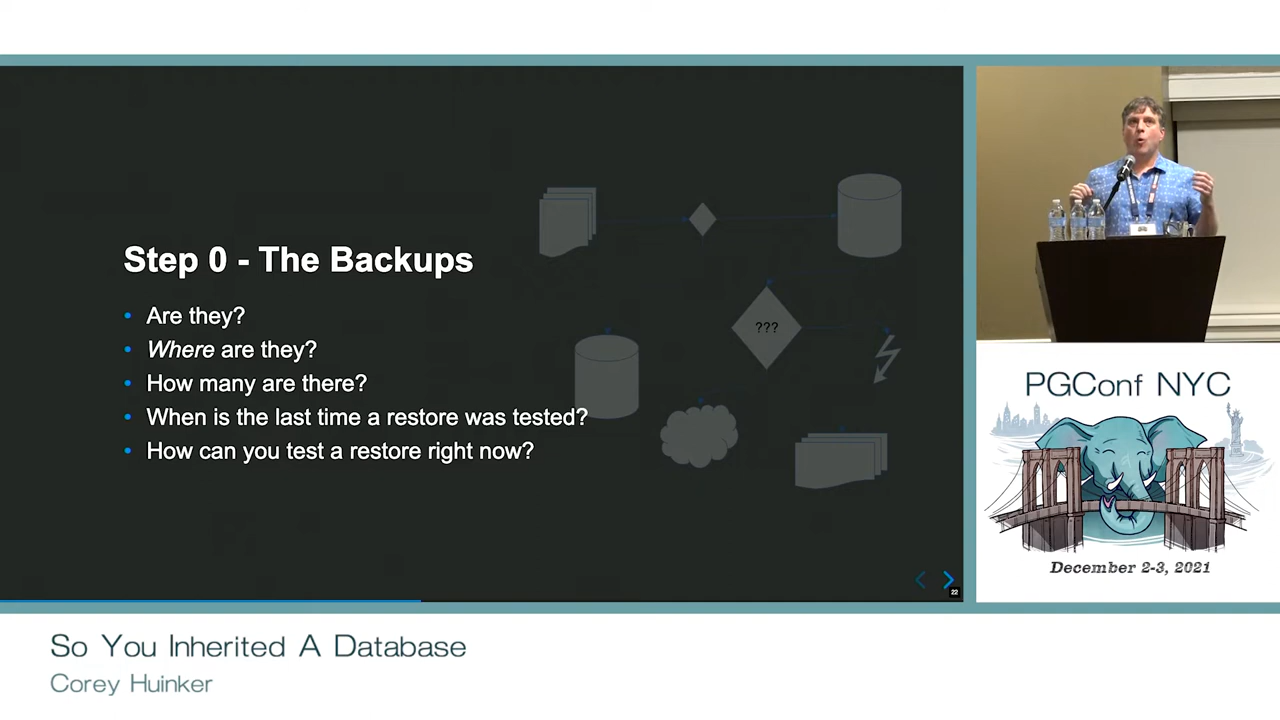 Step 0 - The Backups
• Are they?
• Where are they?
• How many are there?
• When is the last time a restore was tested?
• How can you test a restore right now?
???
22
PGConf NYC
December 2-3, 2021
So You Inherited A Database
Corey Huinker